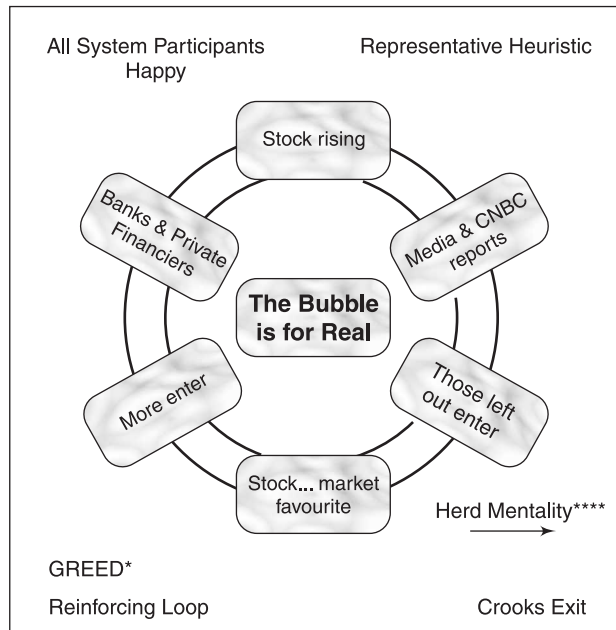 All System Participants
Happy
Representative Heuristic
Stock rising
Banks & Private
Financiers
Media & CNBC
reports
The Bubble
is for Real
More enter
Those left
out enter
Stock... market
favourite
Herd Mentality****
GREED*
Reinforcing Loop
Crooks Exit